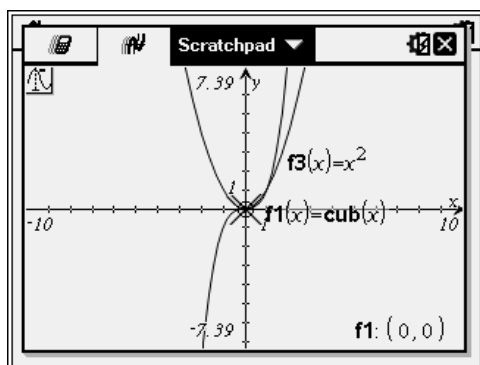 Scratchpad
7.39 y
f3(x)=x²
1
f1(x)=cub(x)
x
-10 1 10
-7.39
f1: (0,0)